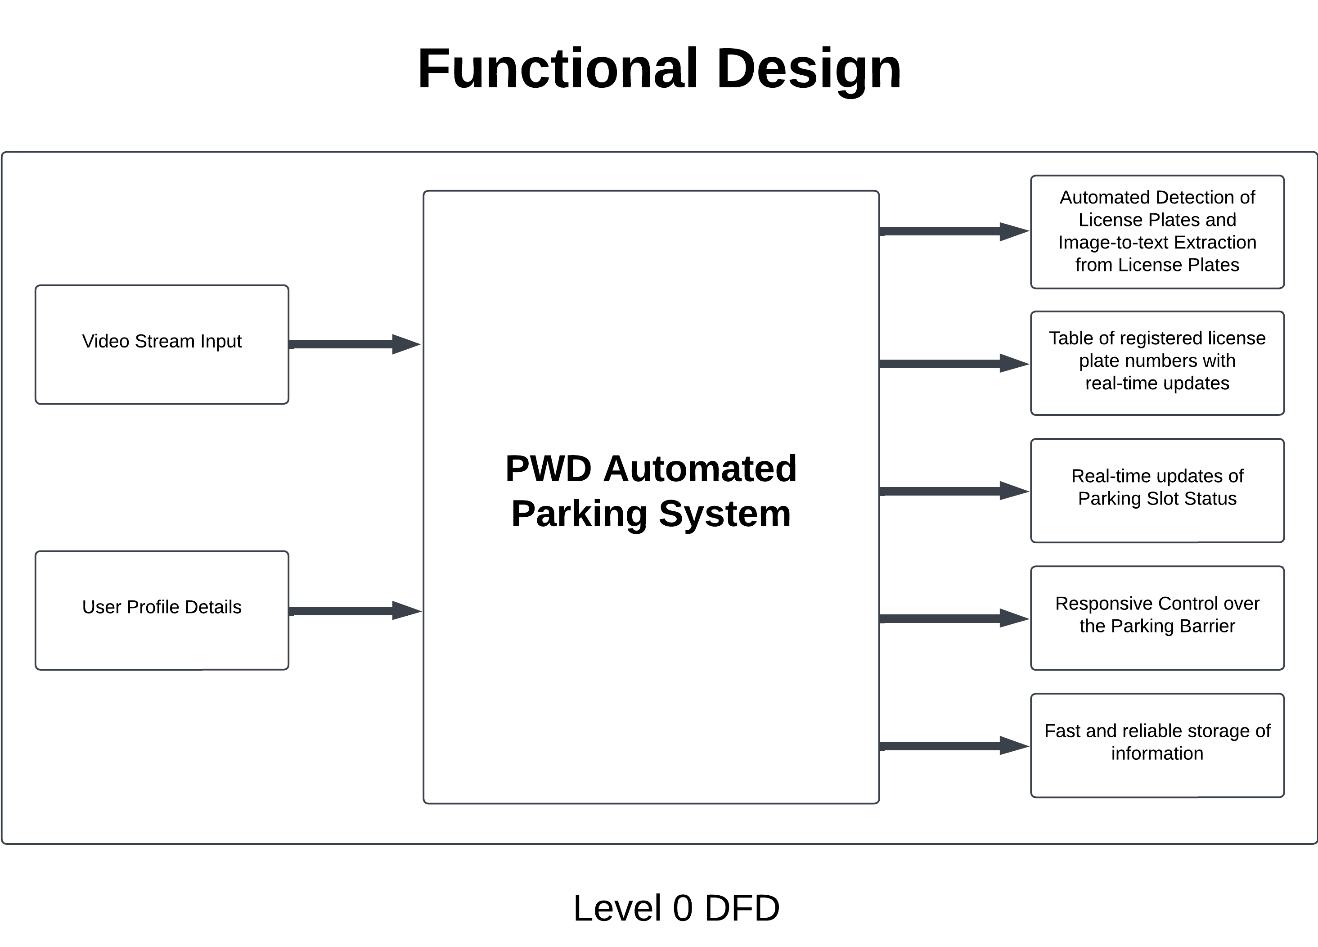 Functional Design
Video Stream Input
User Profile Details
PWD Automated
Parking System
Automated Detection of
License Plates and
Image-to-text Extraction
from License Plates
Table of registered license
plate numbers with
real-time updates
Real-time updates of
Parking Slot Status
Responsive Control over
the Parking Barrier
Fast and reliable storage of
information
Level 0 DFD